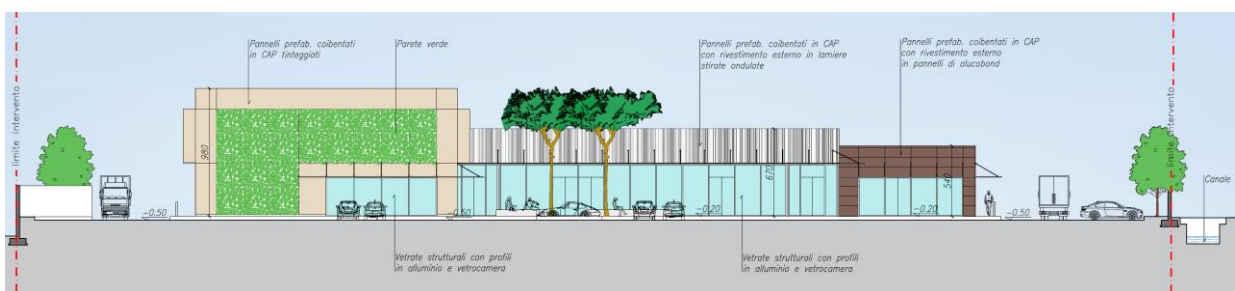 Pannelli prefab. coibentati
in CAP tinteggiati
Parete verde
Pannelli prefab. coibentati in CAP
con rivestimento esterno in lamiere
stirate ondulate
Pannelli prefab. coibentati in CAP
con rivestimento esterno
in pannelli di alucobond
limite intervento
limite intervento
980
670
540
Canale
-0.50
-0.50
-0.20
-0.20
-0.50
Vetrate strutturali con profili
in alluminio e vetrocamera
Vetrate strutturali con profili
in alluminio e vetrocamera